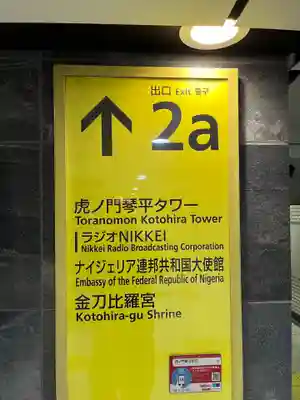 出口 Exit 출구
2a
虎ノ門琴平タワー
Toranomon Kotohira Tower
ラジオNIKKEI
Nikkei Radio Broadcasting Corporation
ナイジェリア連邦共和国大使館
Embassy of the Federal Republic of Nigeria
金刀比羅宮
Kotohira-gu Shrine